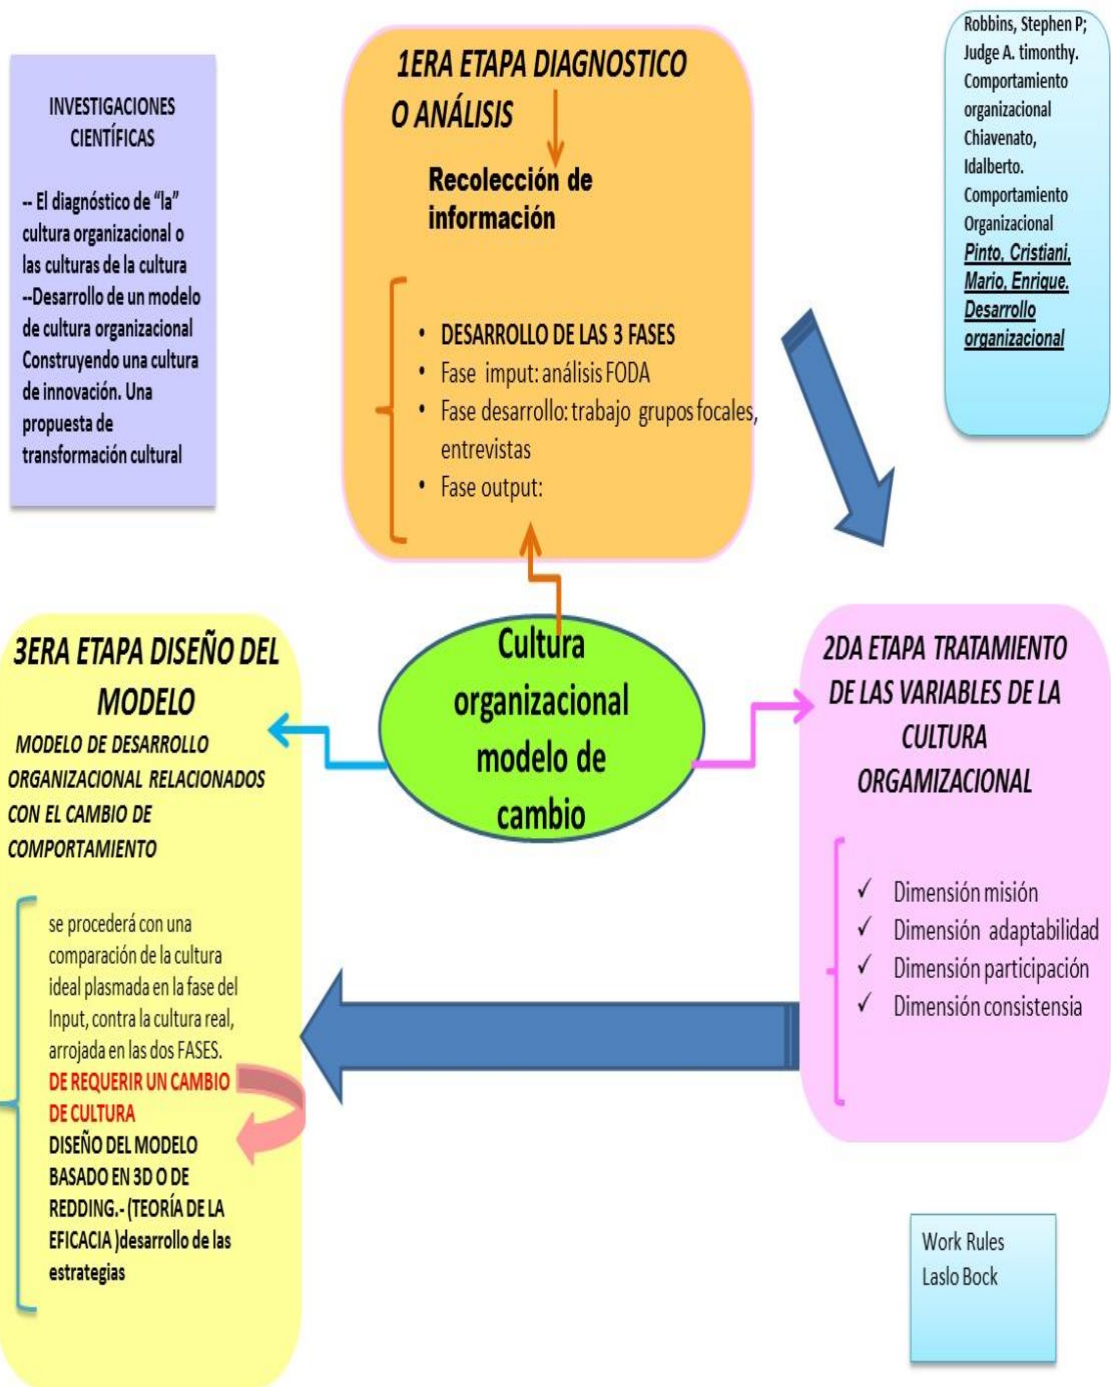 INVESTIGACIONES
CIENTÍFICAS
-- El diagnóstico de “la”
cultura organizacional o
las culturas de la cultura
--Desarrollo de un modelo
de cultura organizacional
Construyendo una cultura
de innovación. Una
propuesta de
transformación cultural
1ERA ETAPA DIAGNOSTICO
O ANÁLISIS
Recolección de
información
• DESARROLLO DE LAS 3 FASES
• Fase imput: análisis FODA
• Fase desarrollo: trabajo grupos focales,
entrevistas
• Fase output:
Robbins, Stephen P;
Judge A. timonthy.
Comportamiento
organizacional
Chiavenato,
Idalberto.
Comportamiento
Organizacional
Pinto, Cristiani,
Mario, Enrique.
Desarrollo
organizacional
Cultura
organizacional
modelo de
cambio
2DA ETAPA TRATAMIENTO
DE LAS VARIABLES DE LA
CULTURA
ORGAMIZACIONAL
✓ Dimensión misión
✓ Dimensión adaptabilidad
✓ Dimensión participación
✓ Dimensión consistensia
3ERA ETAPA DISEÑO DEL
MODELO
MODELO DE DESARROLLO
ORGANIZACIONAL RELACIONADOS
CON EL CAMBIO DE
COMPORTAMIENTO
se procederá con una
comparación de la cultura
ideal plasmada en la fase del
Input, contra la cultura real,
arrojada en las dos FASES.
DE REQUERIR UN CAMBIO
DE CULTURA
DISEÑO DEL MODELO
BASADO EN 3D O DE
REDDING.- (TEORÍA DE LA
EFICACIA )desarrollo de las
estrategias
Work Rules
Laslo Bock